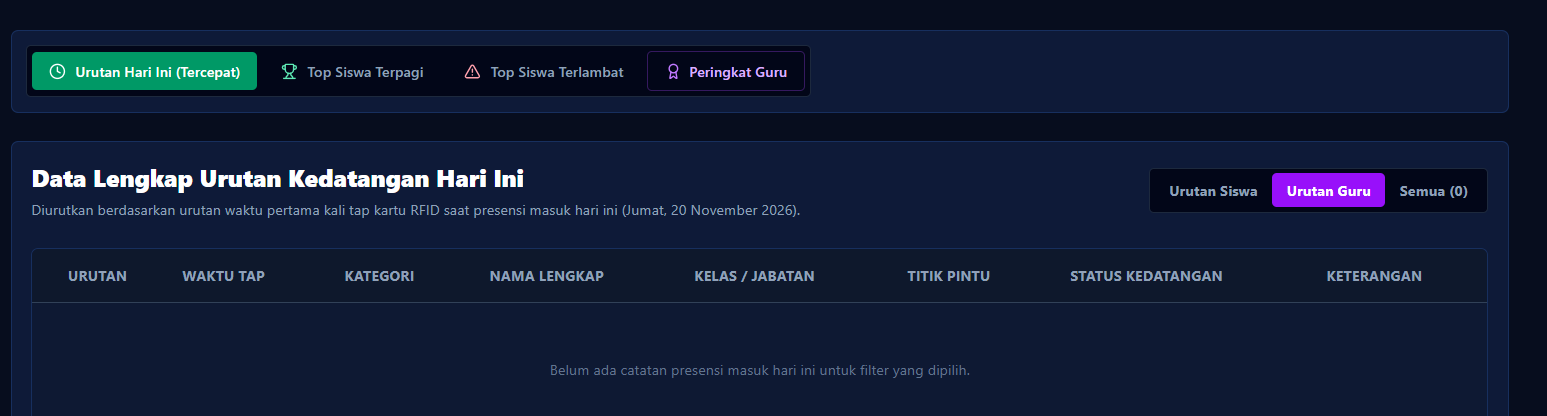 Urutan Hari Ini (Tercepat) Top Siswa Terpagi Top Siswa Terlambat Peringkat Guru
Data Lengkap Urutan Kedatangan Hari Ini
Diurutkan berdasarkan urutan waktu pertama kali tap kartu RFID saat presensi masuk hari ini (Jumat, 20 November 2026).
Urutan Siswa Urutan Guru Semua (0)
URUTAN WAKTU TAP KATEGORI NAMA LENGKAP KELAS / JABATAN TITIK PINTU STATUS KEDATANGAN KETERANGAN
Belum ada catatan presensi masuk hari ini untuk filter yang dipilih.